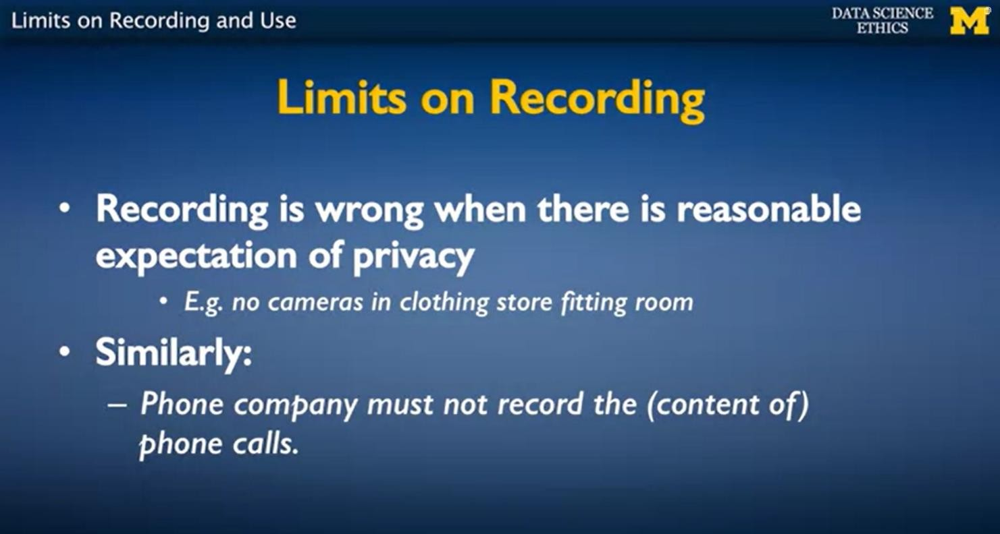 Limits on Recording and Use
DATA SCIENCE
ETHICS
M
Limits on Recording
• Recording is wrong when there is reasonable
expectation of privacy
• E.g. no cameras in clothing store fitting room
• Similarly:
– Phone company must not record the (content of)
phone calls.